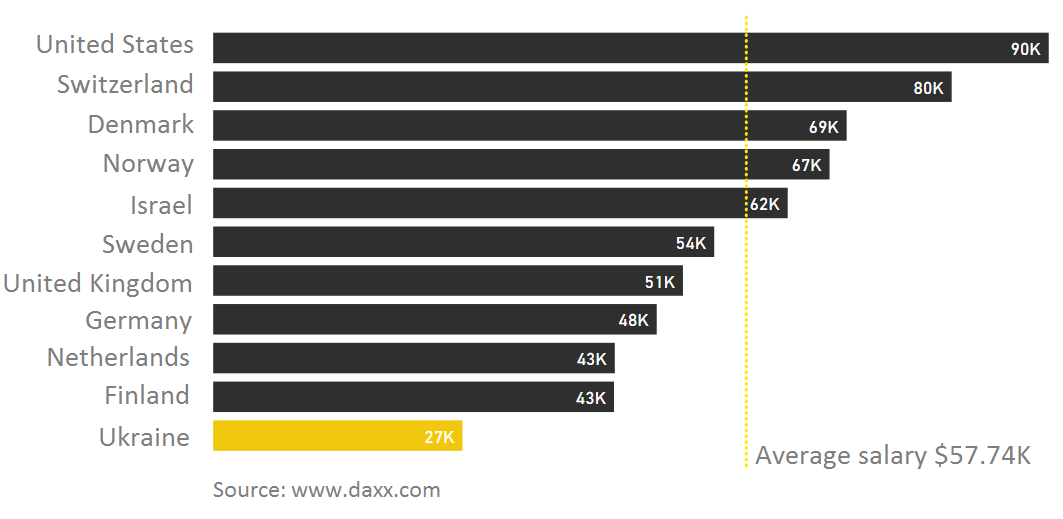 United States 90K
Switzerland 80K
Denmark 69K
Norway 67K
Israel 62K
Sweden 54K
United Kingdom 51K
Germany 48K
Netherlands 43K
Finland 43K
Ukraine 27K
Average salary $57.74K
Source: www.daxx.com